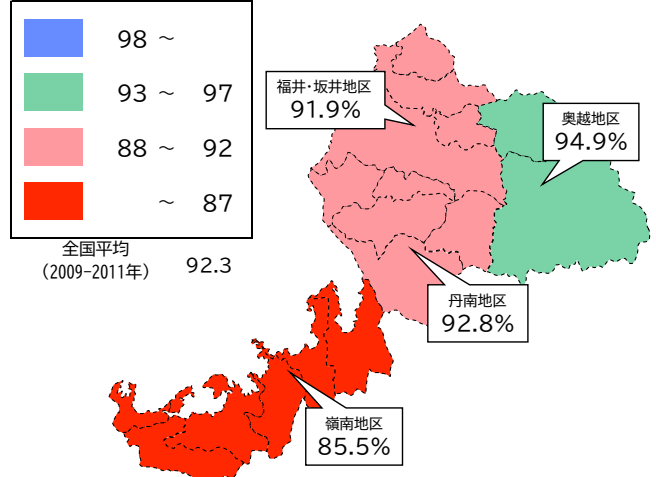 98 ~
93 ~ 97
88 ~ 92
~ 87
全国平均
(2009-2011年) 92.3
福井・坂井地区
91.9%
奥越地区
94.9%
丹南地区
92.8%
嶺南地区
85.5%